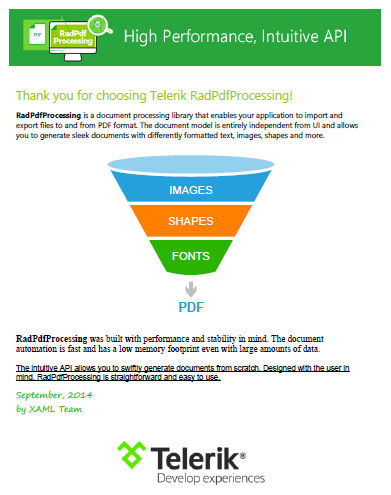 PDF
RadPdf
Processing
High Performance, Intuitive API
Thank you for choosing Telerik RadPdfProcessing!
RadPdfProcessing is a document processing library that enables your application to import and
export files to and from PDF format. The document model is entirely independent from UI and allows
you to generate sleek documents with differently formatted text, images, shapes and more.
IMAGES
SHAPES
FONTS
PDF
RadPdfProcessing was built with performance and stability in mind. The document
automation is fast and has a low memory footprint even with large amounts of data.
The intuitive API allows you to swiftly generate documents from scratch. Designed with the user in
mind. RadPdfProcessing is straightforward and easy to use.
September, 2014
by XAML Team
Telerik®
Develop experiences